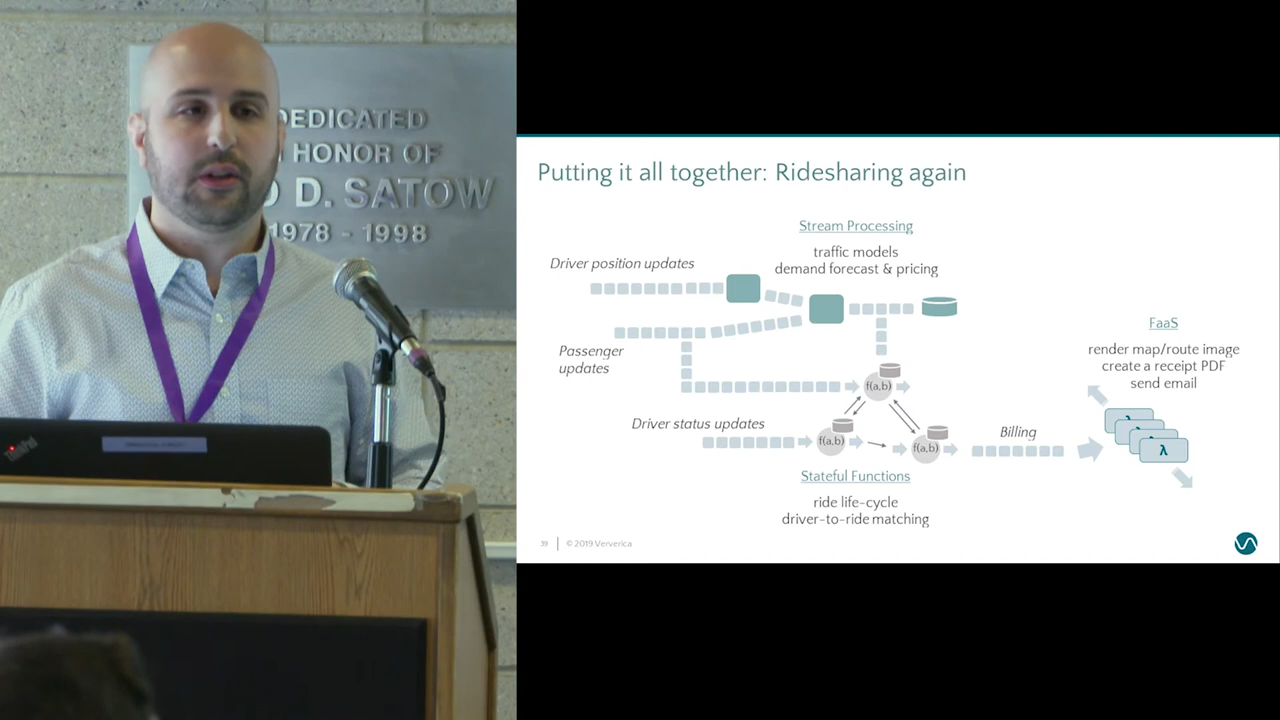 DEDICATED
HONOR OF
D. SATOW
1978 - 1998
ThinkPad
Putting it all together: Ridesharing again
Stream Processing
traffic models
demand forecast & pricing
Driver position updates
Passenger
updates
Driver status updates
f(a,b)
f(a,b)
f(a,b)
Stateful Functions
ride life-cycle
driver-to-ride matching
Billing
FaaS
render map/route image
create a receipt PDF
send email
λ
39
© 2019 Ververica